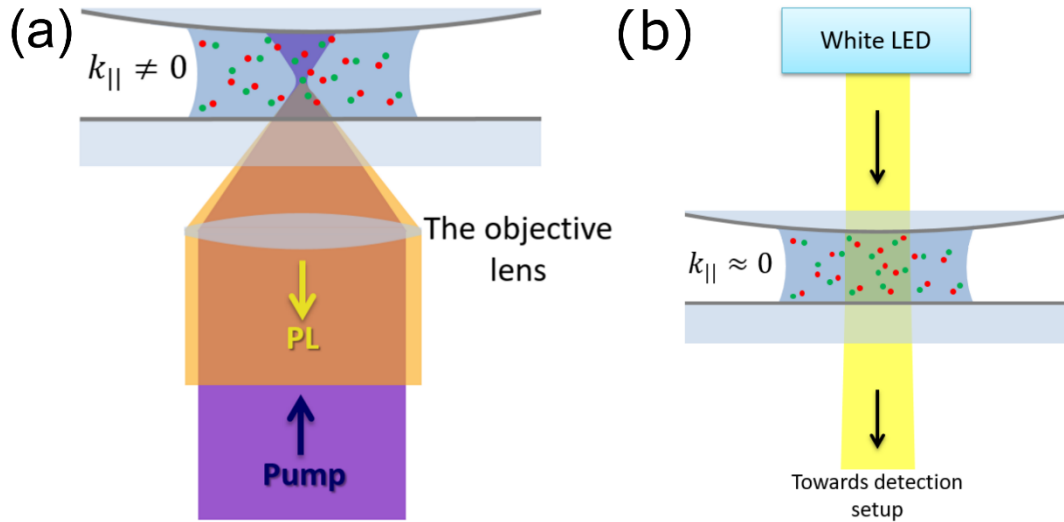 (a)
k|| ≠ 0
The objective
lens
PL
Pump
(b)
White LED
k|| ≈ 0
Towards detection
setup